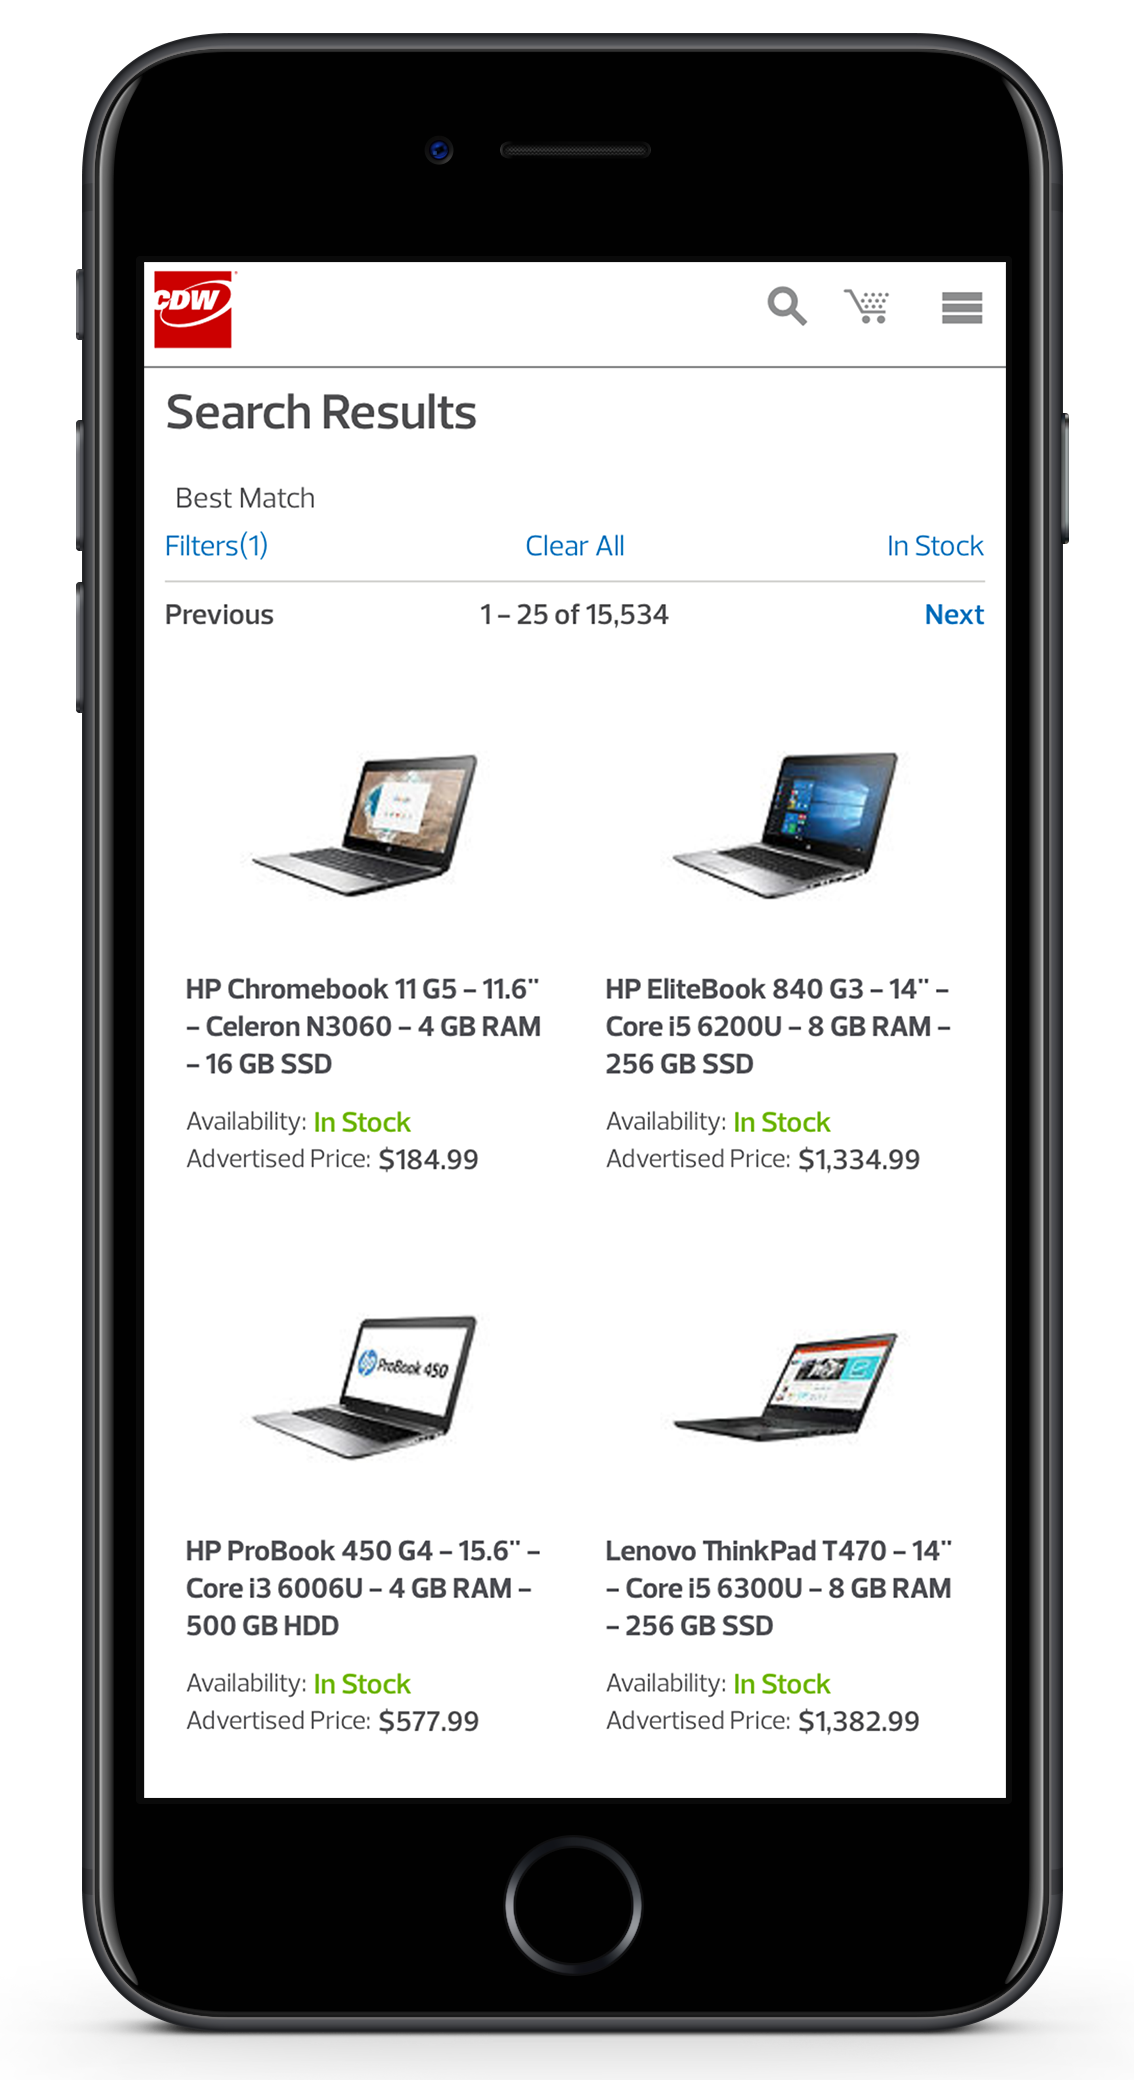 CDW
Search Results
Best Match
Filters(1) Clear All In Stock
Previous 1 – 25 of 15,534 Next
HP Chromebook 11 G5 – 11.6"
– Celeron N3060 – 4 GB RAM
– 16 GB SSD
Availability: In Stock
Advertised Price: $184.99
HP EliteBook 840 G3 – 14" –
Core i5 6200U – 8 GB RAM –
256 GB SSD
Availability: In Stock
Advertised Price: $1,334.99
hp ProBook 450
HP ProBook 450 G4 – 15.6" –
Core i3 6006U – 4 GB RAM –
500 GB HDD
Availability: In Stock
Advertised Price: $577.99
Lenovo ThinkPad T470 – 14"
– Core i5 6300U – 8 GB RAM
– 256 GB SSD
Availability: In Stock
Advertised Price: $1,382.99